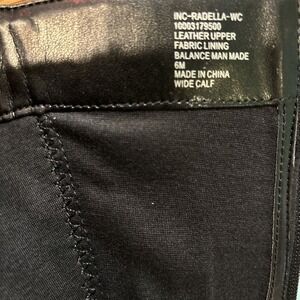 INC-RADELLA-WC
10003179500
LEATHER UPPER
FABRIC LINING
BALANCE MAN MADE
6M
MADE IN CHINA
WIDE CALF